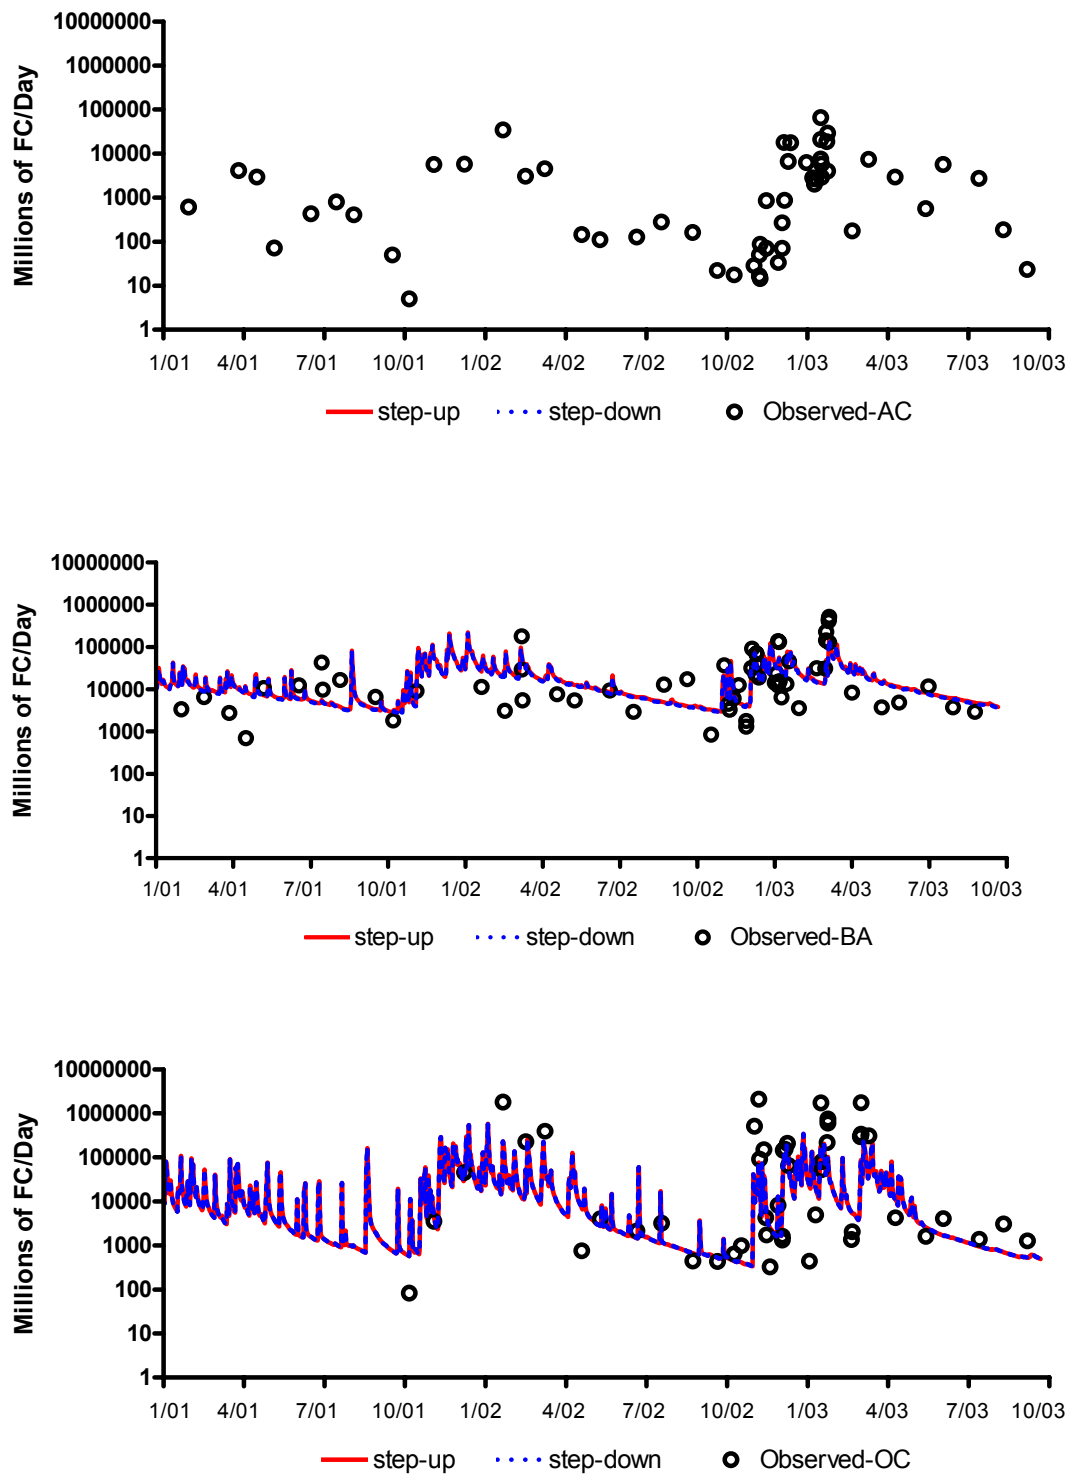 10000000
1000000
100000
10000
1000
100
10
1
Millions of FC/Day
1/01 4/01 7/01 10/01 1/02 4/02 7/02 10/02 1/03 4/03 7/03 10/03
step-up step-down Observed-AC
10000000
1000000
100000
10000
1000
100
10
1
Millions of FC/Day
1/01 4/01 7/01 10/01 1/02 4/02 7/02 10/02 1/03 4/03 7/03 10/03
step-up step-down Observed-BA
10000000
1000000
100000
10000
1000
100
10
1
Millions of FC/Day
1/01 4/01 7/01 10/01 1/02 4/02 7/02 10/02 1/03 4/03 7/03 10/03
step-up step-down Observed-OC